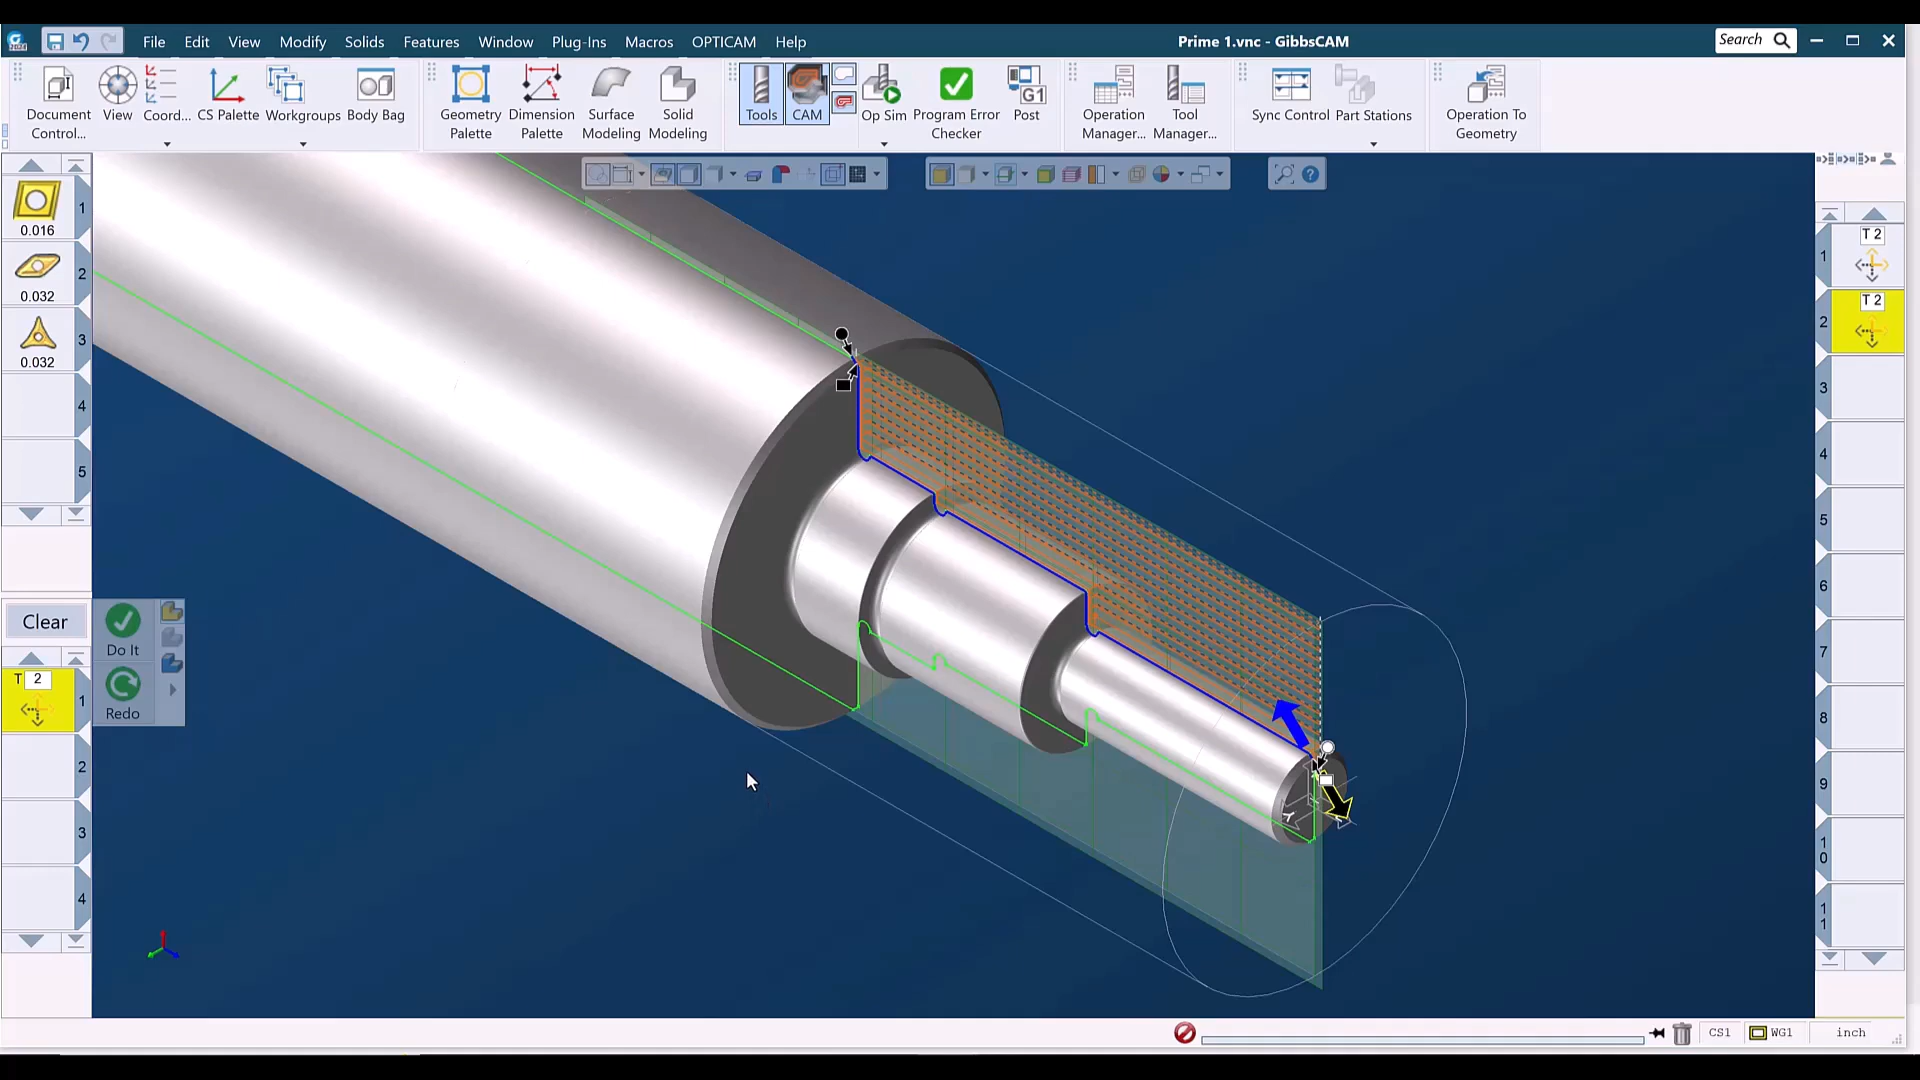 File Edit View Modify Solids Features Window Plug-Ins Macros OPTICAM Help
Prime 1.vnc - GibbsCAM
Search
Document Control...
View
Coord...
CS Palette
Workgroups
Body Bag
Geometry Palette
Dimension Palette
Surface Modeling
Solid Modeling
Tools
CAM
Op Sim
Program Error Checker
G1
Post
Operation Manager...
Tool Manager...
Sync Control
Part Stations
Operation To Geometry
1
0.016
2
0.032
3
0.032
4
5
Clear
Do It
Redo
T 2
1
2
3
4
T 2
1
T 2
2
3
4
5
6
7
8
9
10
11
CS1
WG1
inch